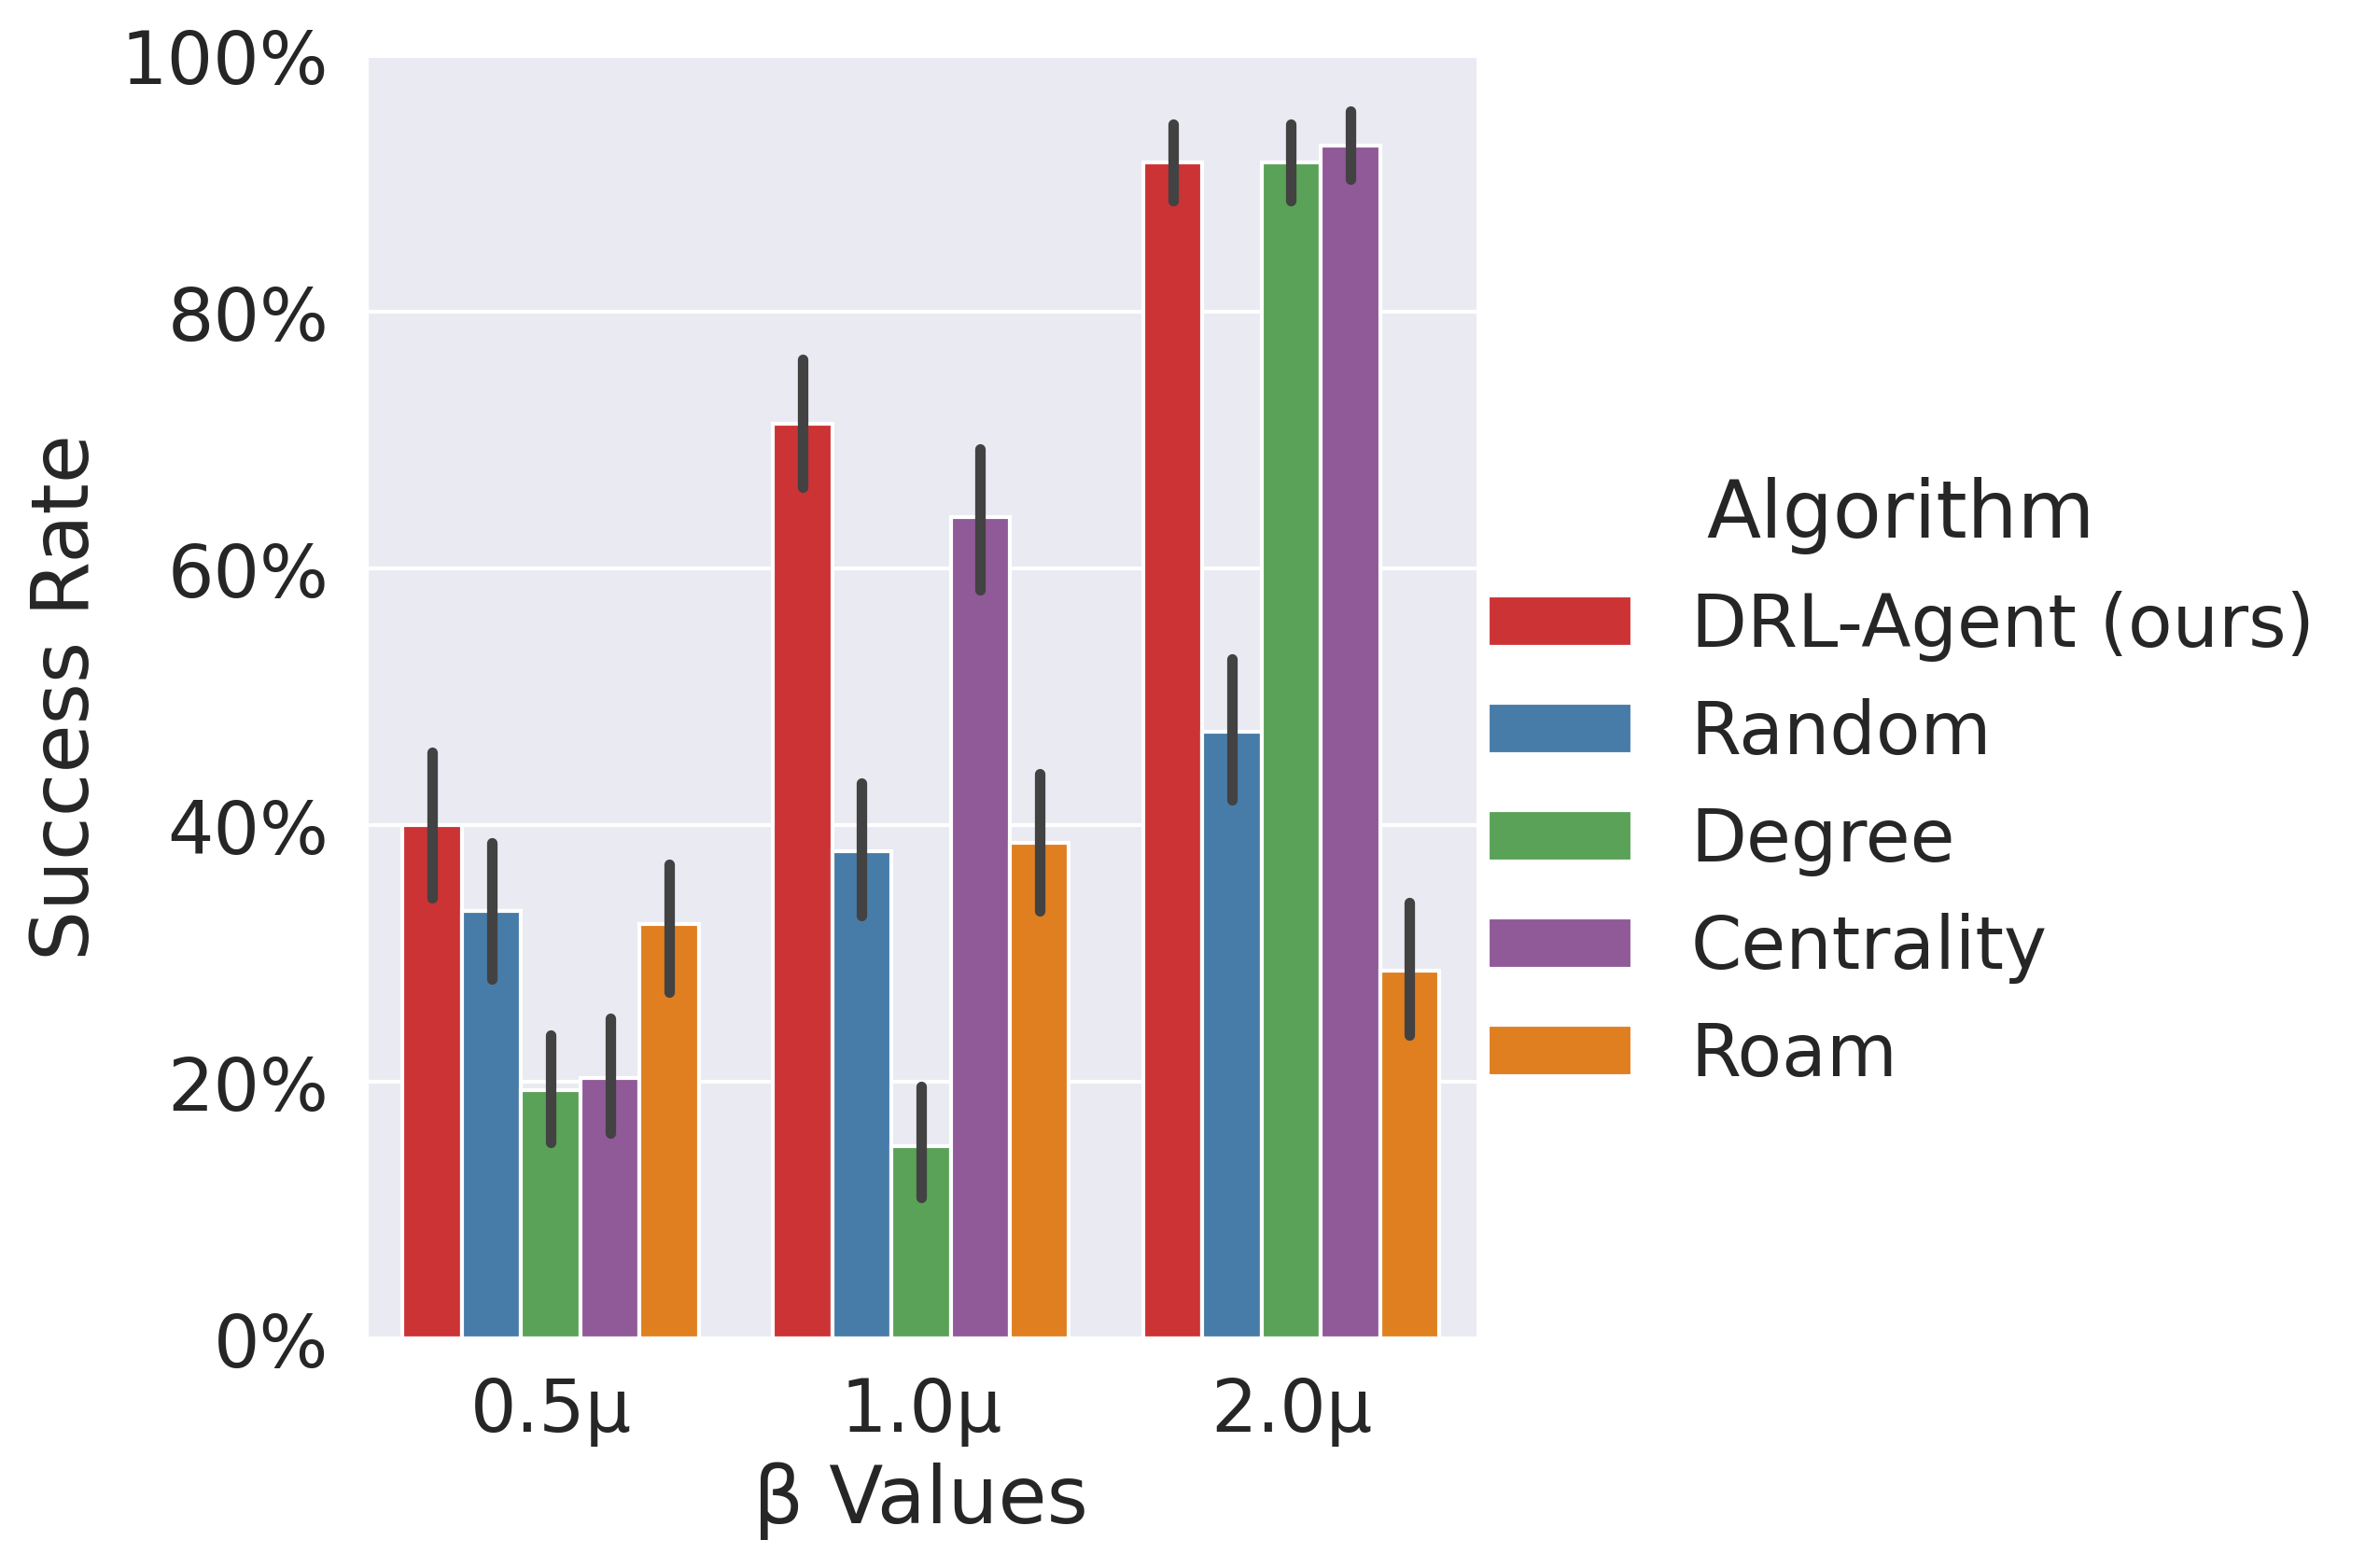 100%
80%
60%
40%
20%
0%
Success Rate
0.5µ 1.0µ 2.0µ
β Values
Algorithm
DRL-Agent (ours)
Random
Degree
Centrality
Roam